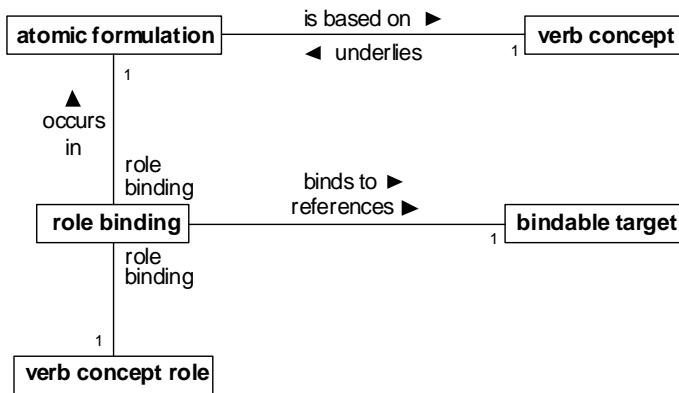 is based on ►
atomic formulation
verb concept
◄ underlies
1
1
▲
occurs
in
role
binding
binds to ►
references ►
role binding
bindable target
1
role
binding
1
verb concept role